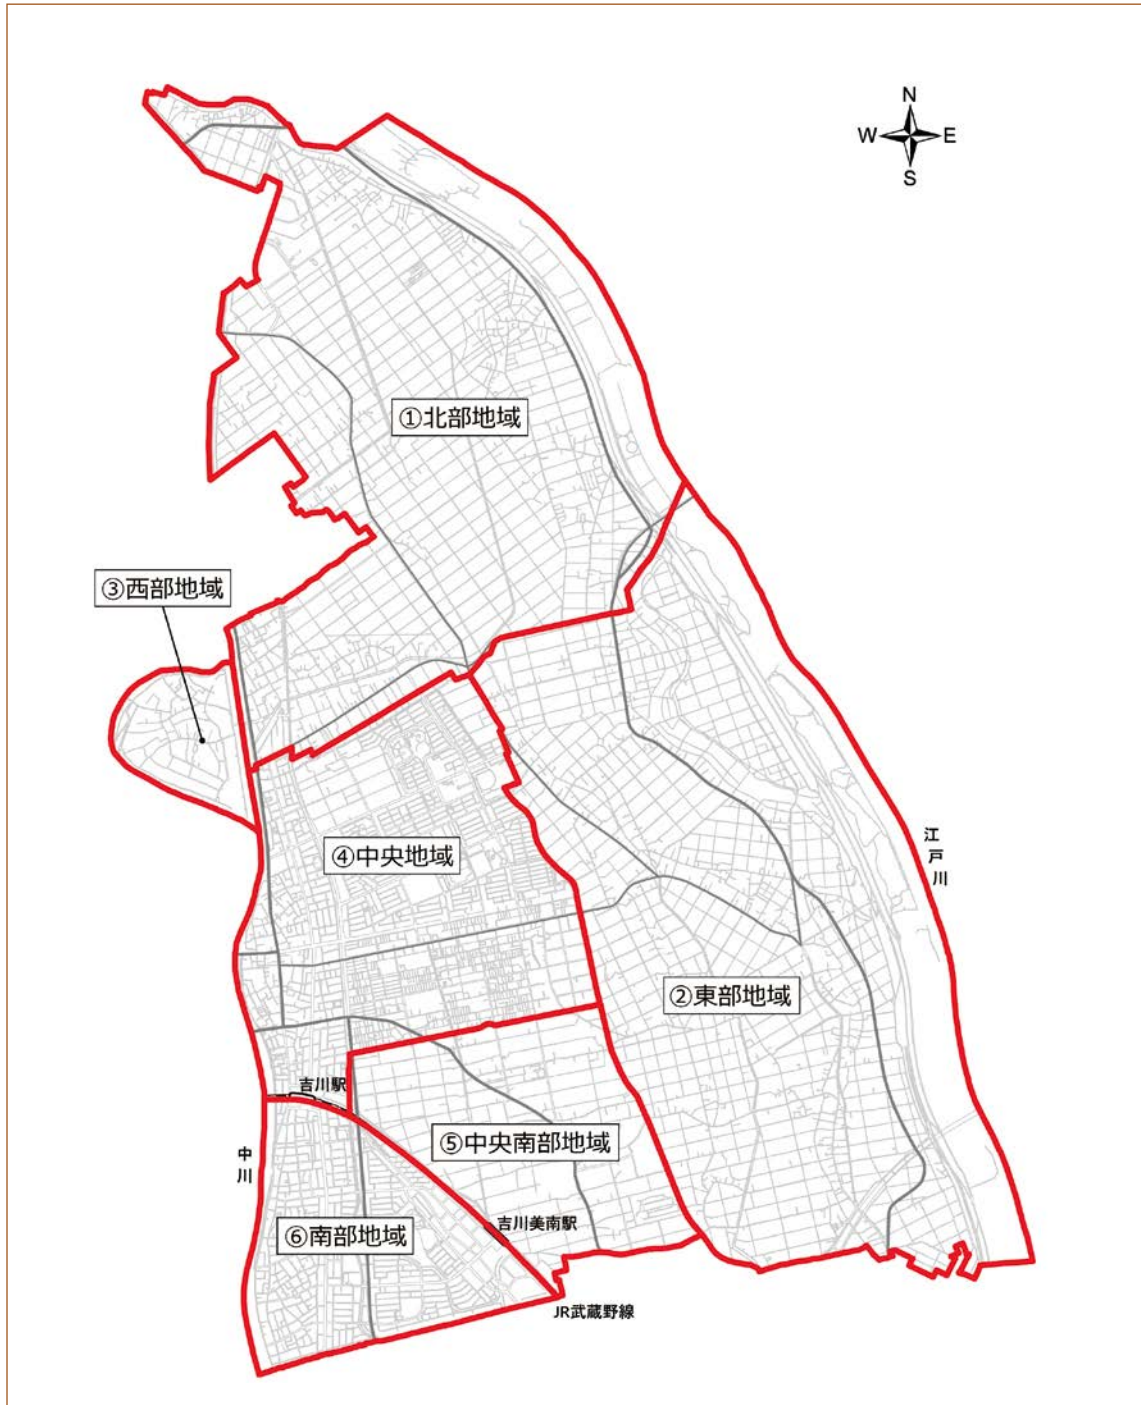 N
W E
S
①北部地域
③西部地域
④中央地域
江戸川
②東部地域
吉川駅
中川
⑤中央南部地域
吉川美南駅
⑥南部地域
JR武蔵野線